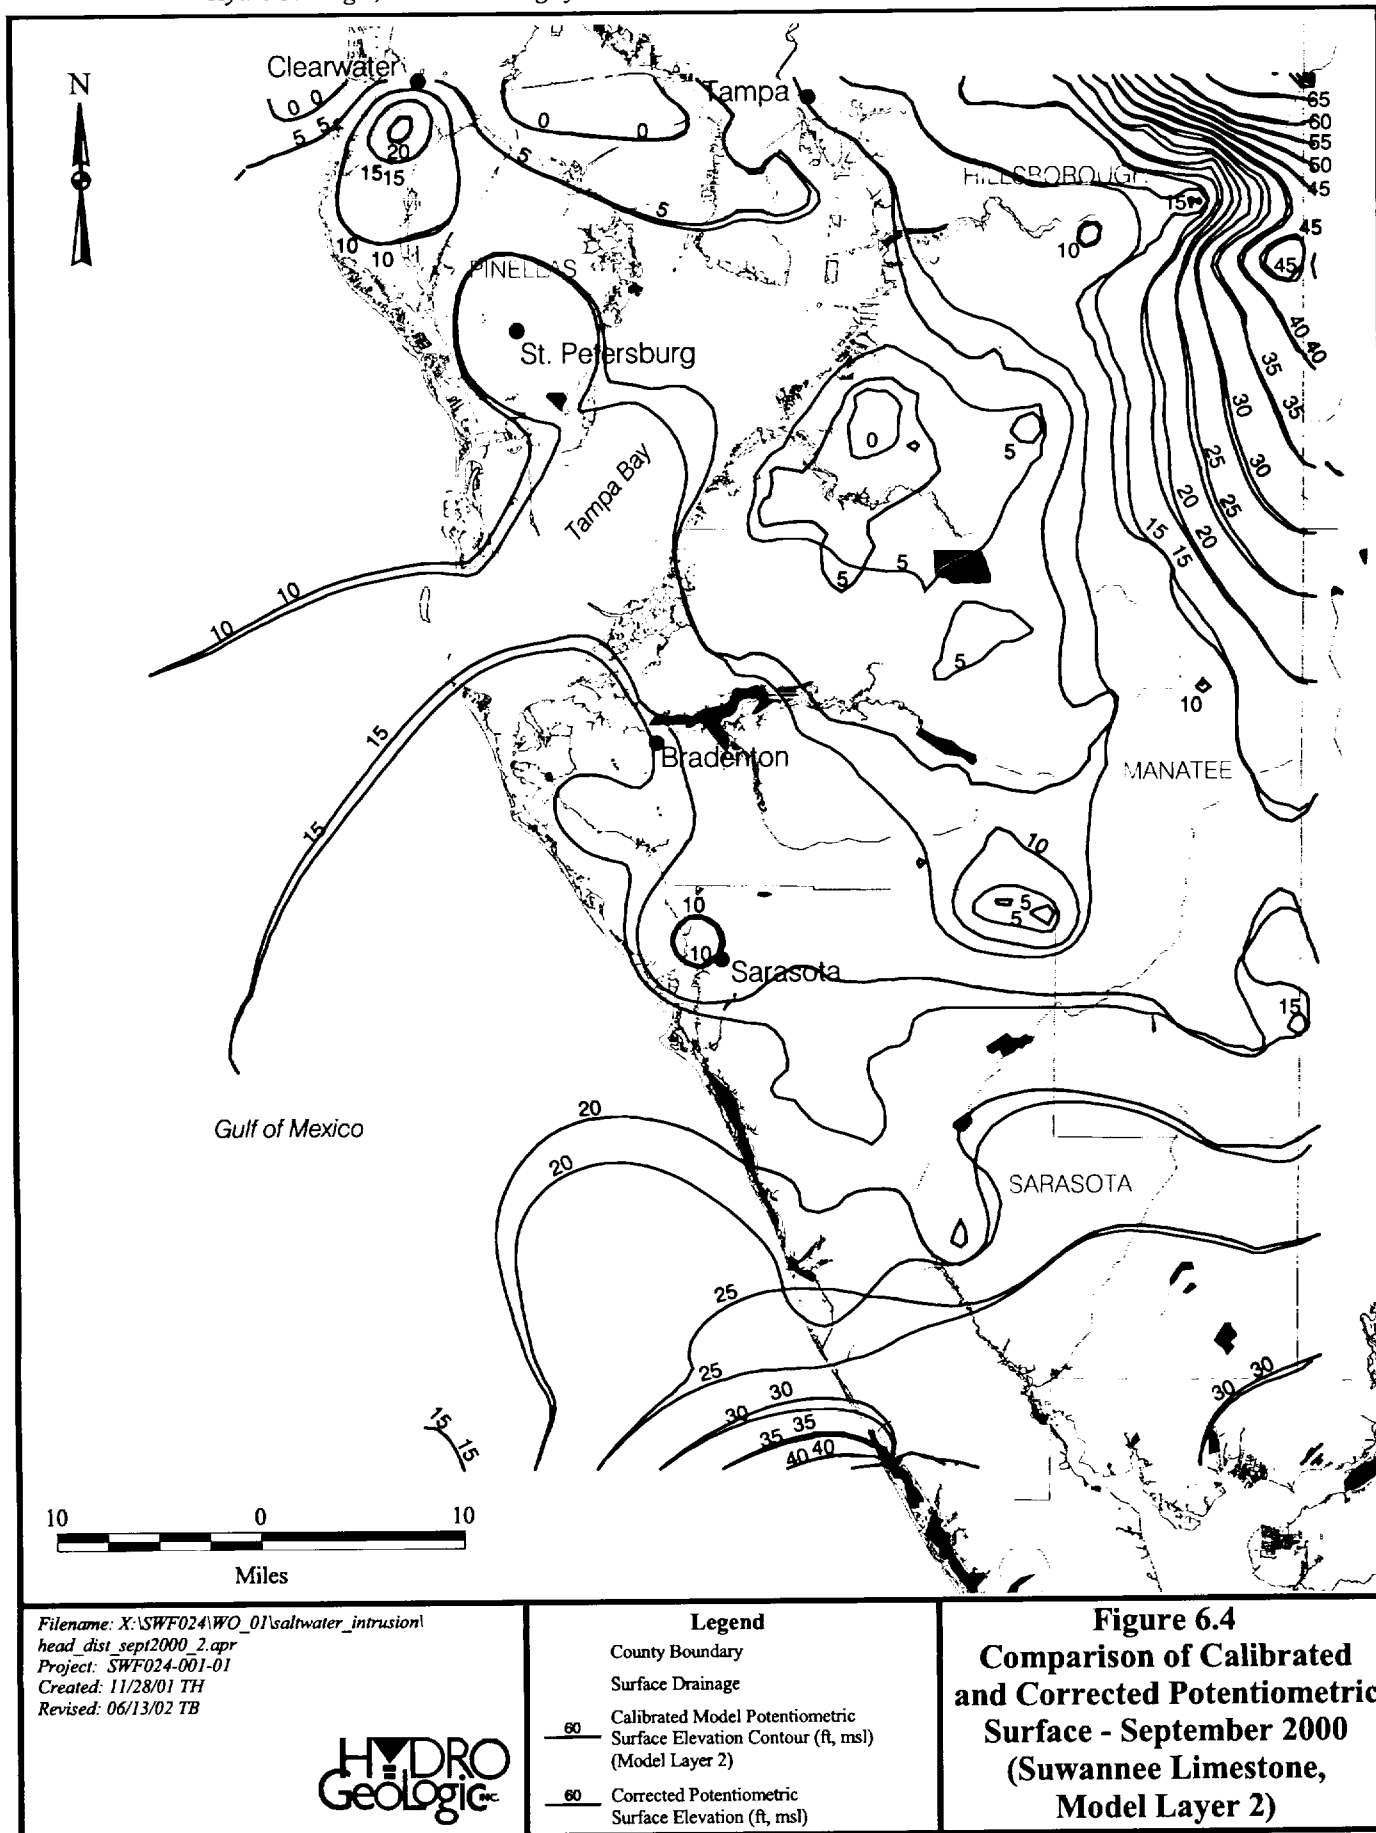 N
Clearwater
Tampa
0 0
5 5
20
15 15
10
10
0
0
5
5
65
60
55
50
45
HILLSBOROUGH
15
10
45
45
PINELLAS
St. Petersburg
40 40
35
35
30
30
25
25
20
20
15
15
0
5
5
5
5
Tampa Bay
10
10
10
15
15
Bradenton
MANATEE
10
5
5
10
10
Sarasota
15
Gulf of Mexico
20
20
SARASOTA
25
25
30
30
35
35
40 40
30
30
15
15
10 0 10
Miles
Filename: X:\SWF024\WO_01\saltwater_intrusion\
head_dist_sept2000_2.apr
Project: SWF024-001-01
Created: 11/28/01 TH
Revised: 06/13/02 TB
HYDRO
GeoLogic INC.
Legend
County Boundary
Surface Drainage
60 Calibrated Model Potentiometric
Surface Elevation Contour (ft, msl)
(Model Layer 2)
60 Corrected Potentiometric
Surface Elevation (ft, msl)
Figure 6.4
Comparison of Calibrated
and Corrected Potentiometric
Surface - September 2000
(Suwannee Limestone,
Model Layer 2)